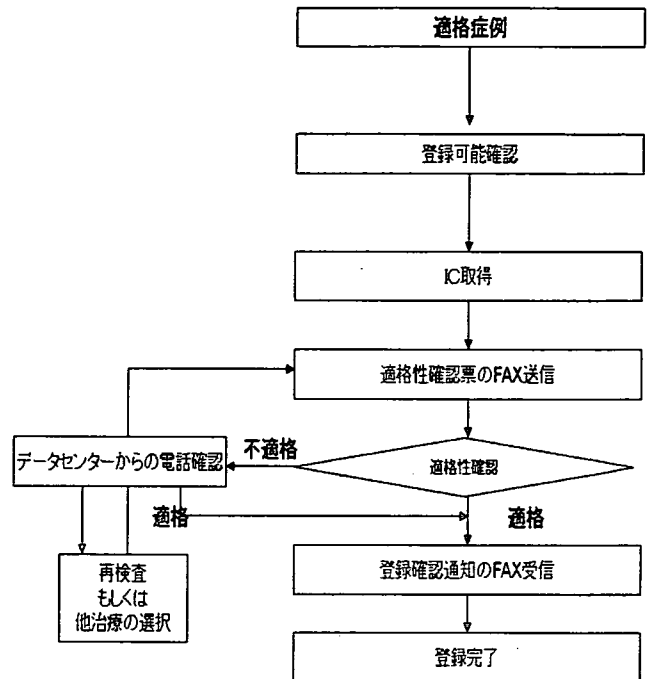 適格症例
登録可能確認
IC取得
適格性確認票のFAX送信
データセンターからの電話確認
不適格
適格性確認
適格
適格
再検査
もしくは
他治療の選択
登録確認通知のFAX受信
登録完了